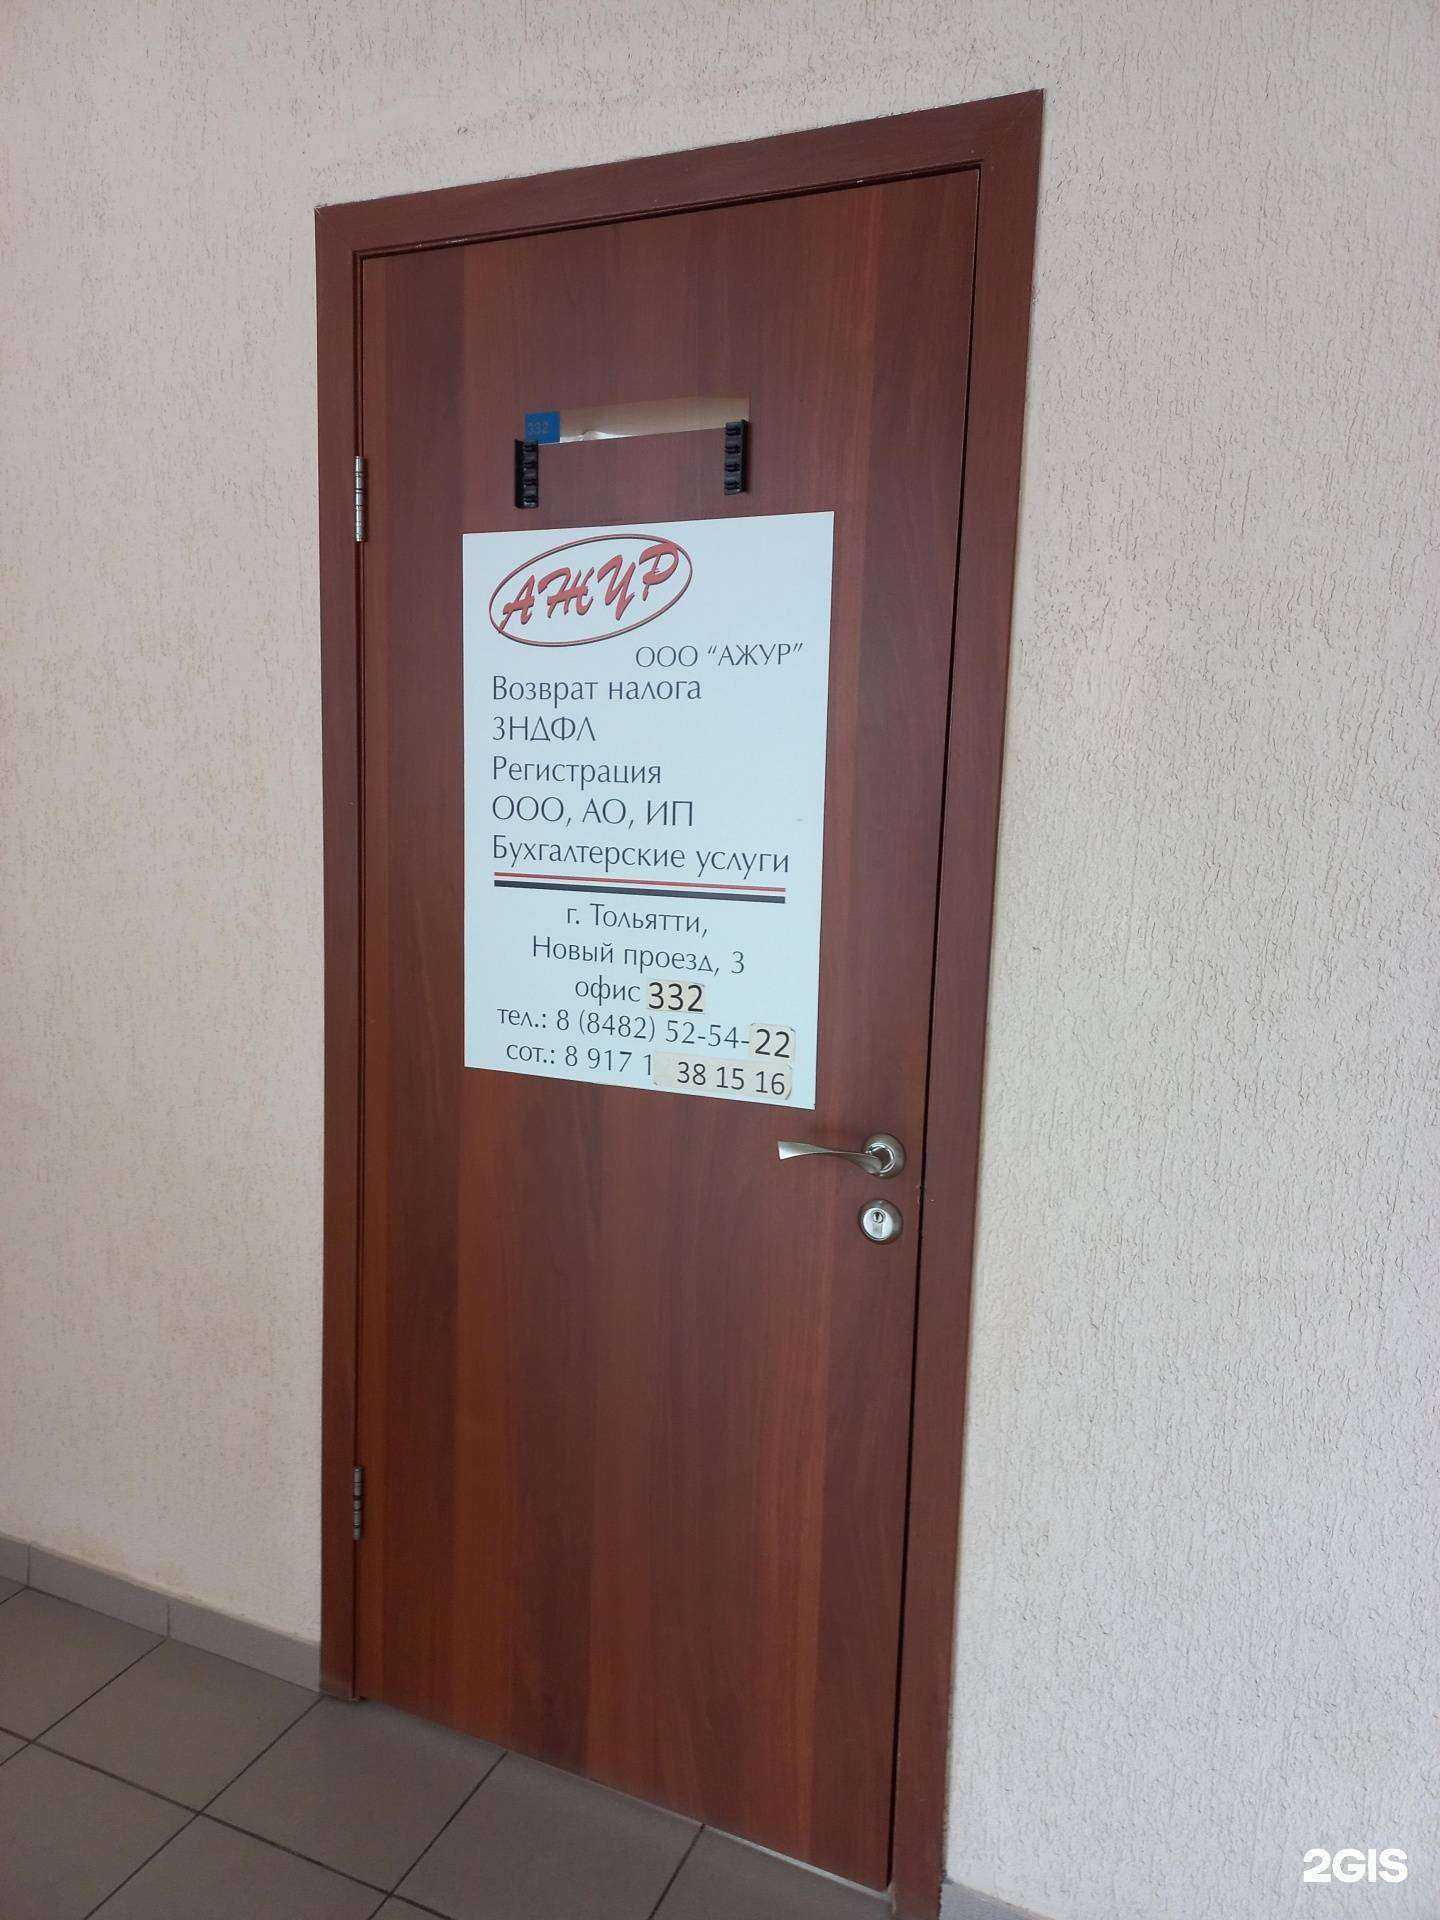 332
АЖУР
ООО “АЖУР”
Возврат налога
3НДФЛ
Регистрация
ООО, АО, ИП
Бухгалтерские услуги
г. Тольятти,
Новый проезд, 3
офис 332
тел.: 8 (8482) 52-54-22
сот.: 8 917 1 38 15 16
2GIS